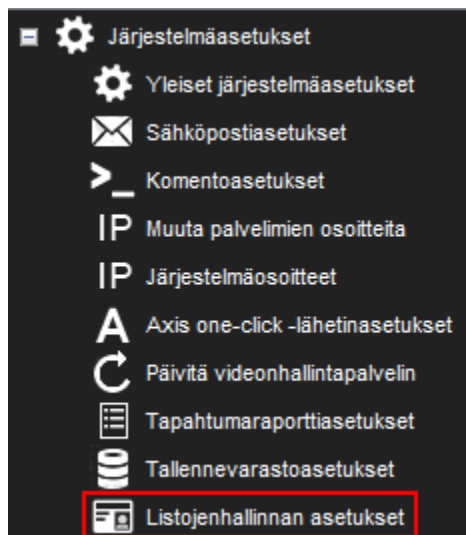 Järjestelmäasetukset
Yleiset järjestelmäasetukset
Sähköpostiasetukset
>_ Komentoasetukset
IP Muuta palvelimien osoitteita
IP Järjestelmäosoitteet
A Axis one-click -lähetinasetukset
Päivitä videonhallintapalvelin
Tapahtumaraporttiasetukset
Tallennevarastoasetukset
Listojenhallinnan asetukset